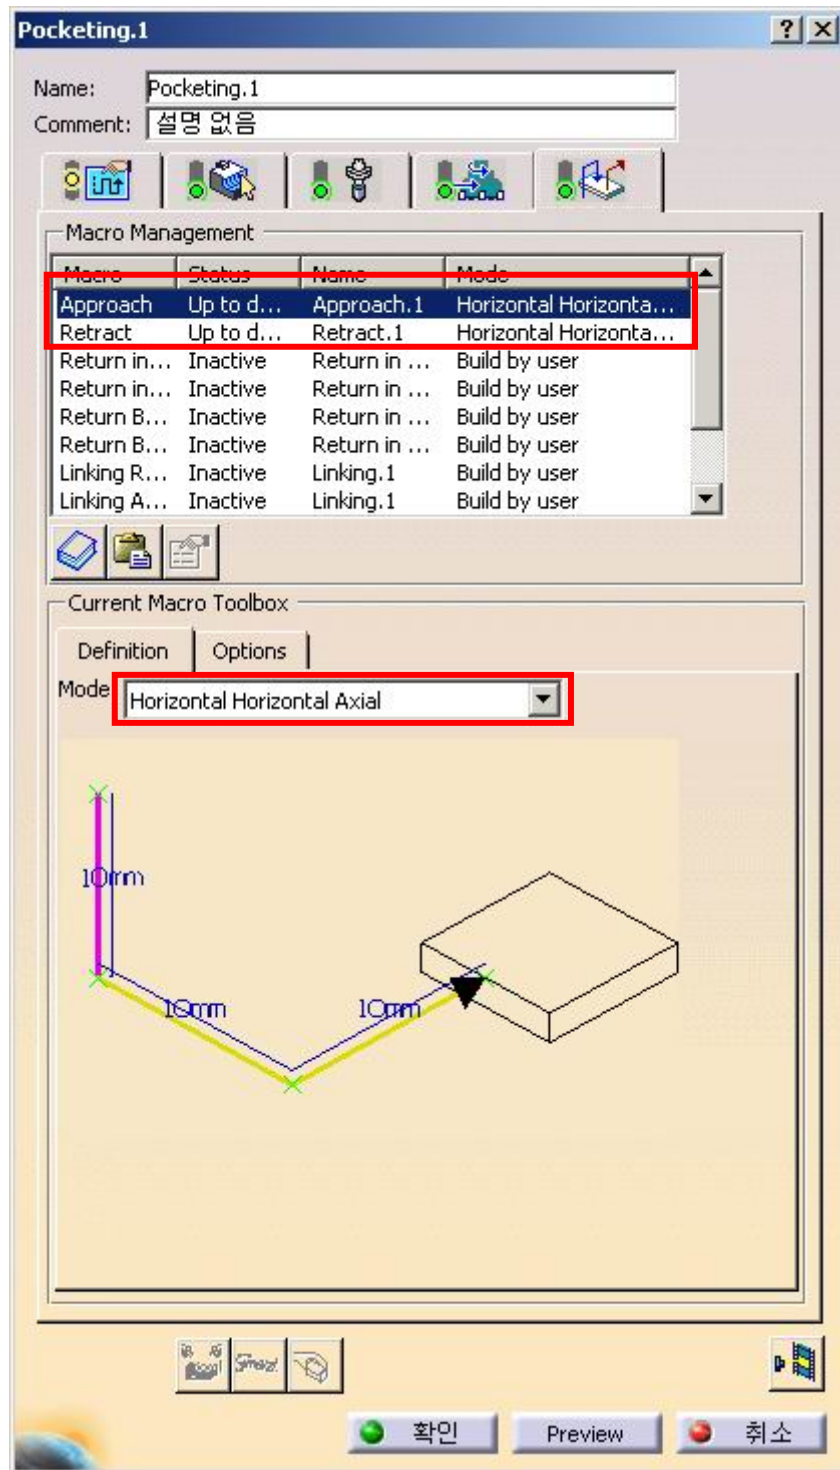 Pocketing.1
Name: Pocketing.1
Comment: 설명 없음
Macro Management
Macro Status Name Mode
Approach Up to d... Approach.1 Horizontal Horizonta...
Retract Up to d... Retract.1 Horizontal Horizonta...
Return in... Inactive Return in ... Build by user
Return in... Inactive Return in ... Build by user
Return B... Inactive Return in ... Build by user
Return B... Inactive Return in ... Build by user
Linking R... Inactive Linking.1 Build by user
Linking A... Inactive Linking.1 Build by user
Current Macro Toolbox
Definition Options
Mode Horizontal Horizontal Axial
10mm
10mm 10mm
Smart
확인 Preview 취소